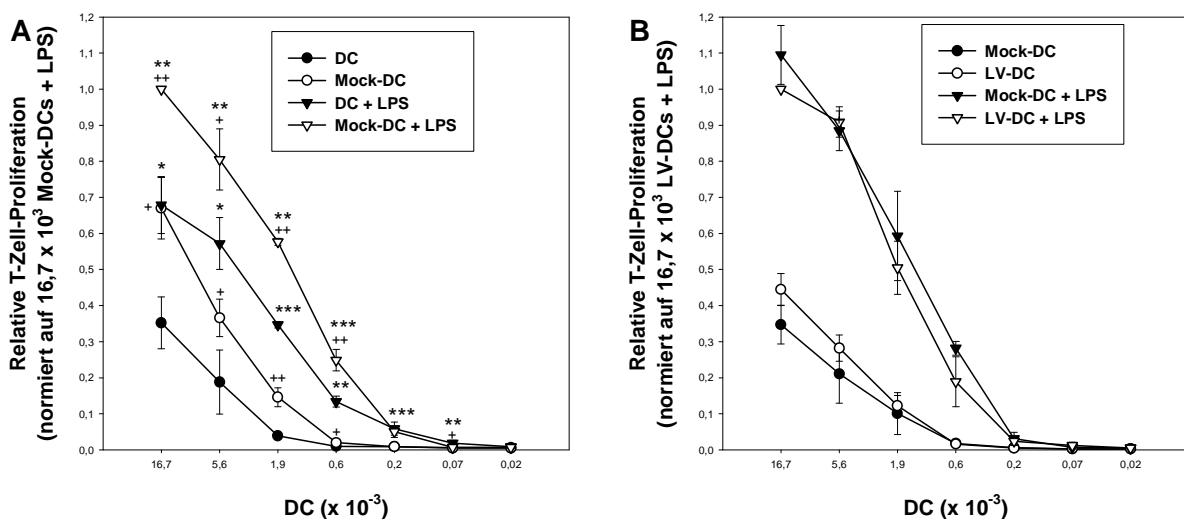 A
Relative T-Zell-Proliferation
(normiert auf 16,7 x 10³ Mock-DCs + LPS)
1,2
1,1
1,0
0,9
0,8
0,7
0,6
0,5
0,4
0,3
0,2
0,1
0,0
DC
Mock-DC
DC + LPS
Mock-DC + LPS
**
++
**
+
*
+
*
**
++
+
***
***
++
++
**
+
***
**
+
16,7 5,6 1,9 0,6 0,2 0,07 0,02
DC (x 10⁻³)
B
Relative T-Zell-Proliferation
(normiert auf 16,7 x 10³ LV-DCs + LPS)
1,2
1,1
1,0
0,9
0,8
0,7
0,6
0,5
0,4
0,3
0,2
0,1
0,0
Mock-DC
LV-DC
Mock-DC + LPS
LV-DC + LPS
16,7 5,6 1,9 0,6 0,2 0,07 0,02
DC (x 10⁻³)